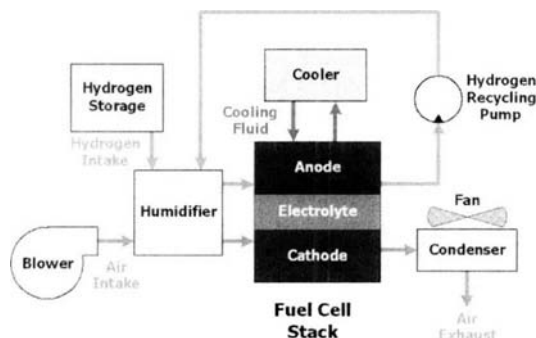 Hydrogen
Storage
Cooler
Hydrogen
Recycling
Pump
Cooling
Fluid
Hydrogen
Intake
Anode
Humidifier
Electrolyte
Fan
Blower
Air
Intake
Cathode
Condenser
Fuel Cell
Stack
Air
Exhaust